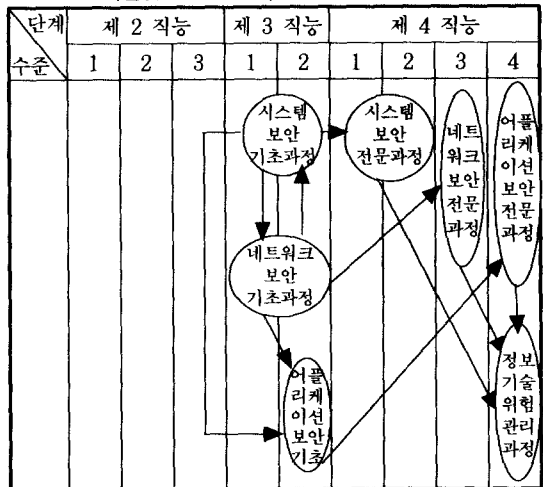 단계
제 2 직능
제 3 직능
제 4 직능
수준
1
2
3
1
2
1
2
3
4
시스템
보안
기초과정
시스템
보안
전문과정
네트
워크
보안
전문
과정
어플
리케
이션
보안
전문
과정
네트워크
보안
기초과정
어플
리케
이션
보안
기초
정보
기술
위험
관리
과정